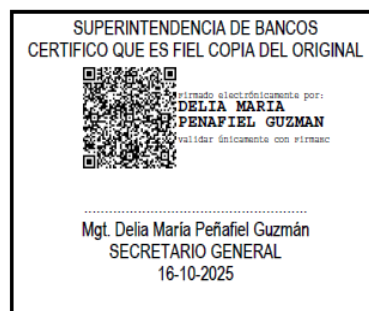 SUPERINTENDENCIA DE BANCOS
CERTIFICO QUE ES FIEL COPIA DEL ORIGINAL
Firmado electrónicamente por:
DELIA MARIA
PENAFIEL GUZMAN
Validar únicamente con FirmaEC
Mgt. Delia María Peñafiel Guzmán
SECRETARIO GENERAL
16-10-2025